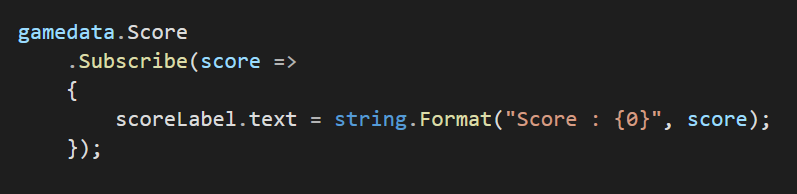 gamedata.Score
.Subscribe(score =>
{
scoreLabel.text = string.Format("Score : {0}", score);
});